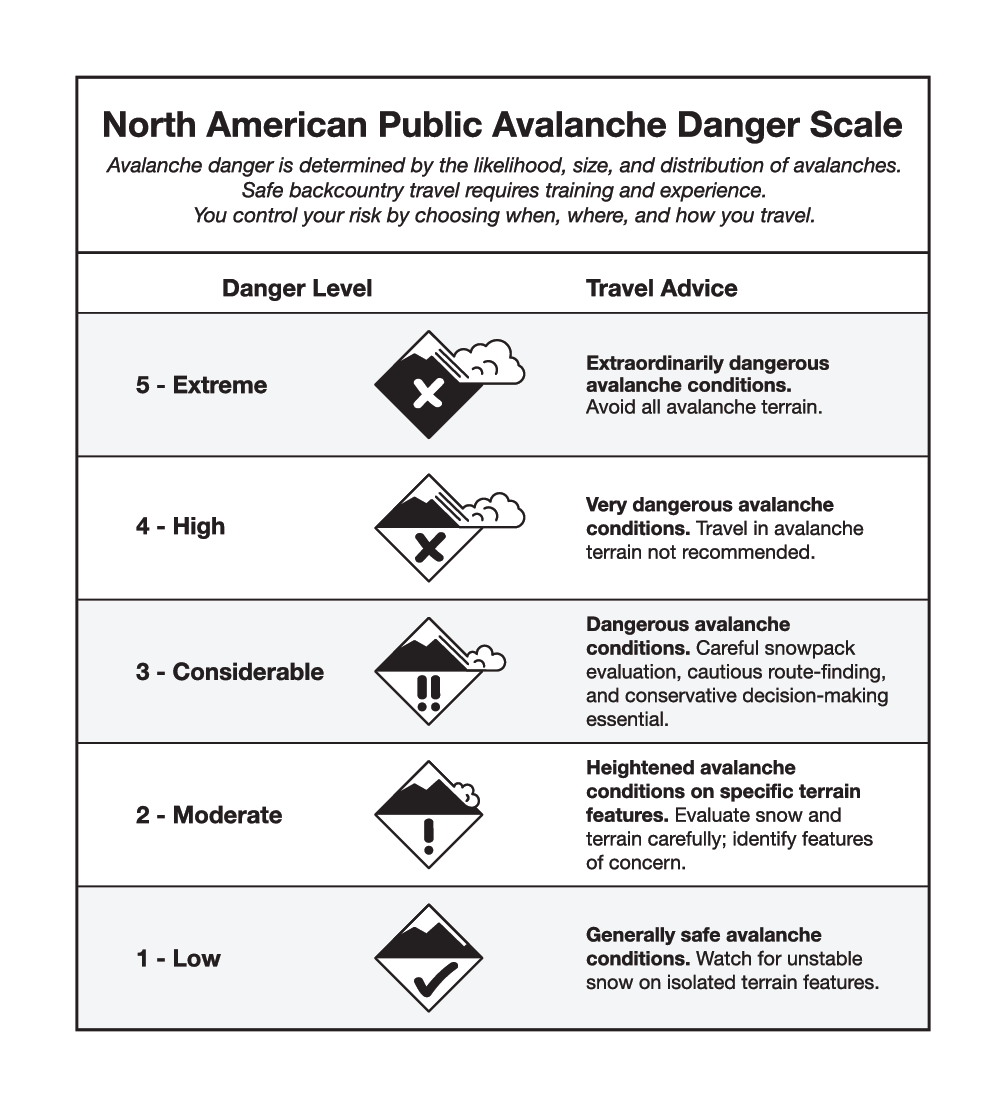 North American Public Avalanche Danger Scale
Avalanche danger is determined by the likelihood, size, and distribution of avalanches.
Safe backcountry travel requires training and experience.
You control your risk by choosing when, where, and how you travel.
Danger Level
Travel Advice
5 - Extreme
Extraordinarily dangerous
avalanche conditions.
Avoid all avalanche terrain.
4 - High
Very dangerous avalanche
conditions. Travel in avalanche
terrain not recommended.
3 - Considerable
!!
Dangerous avalanche
conditions. Careful snowpack
evaluation, cautious route-finding,
and conservative decision-making
essential.
2 - Moderate
!
Heightened avalanche
conditions on specific terrain
features. Evaluate snow and
terrain carefully; identify features
of concern.
1 - Low
Generally safe avalanche
conditions. Watch for unstable
snow on isolated terrain features.